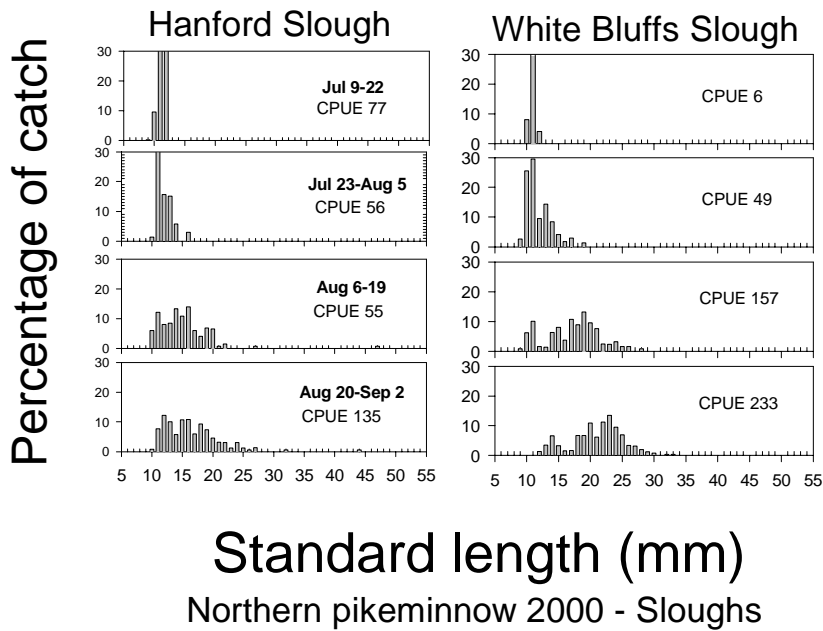 Hanford Slough
White Bluffs Slough
Percentage of catch
30
20
10
0
Jul 9-22
CPUE 77
30
20
10
0
CPUE 6
30
20
10
0
Jul 23-Aug 5
CPUE 56
30
20
10
0
CPUE 49
30
20
10
0
Aug 6-19
CPUE 55
30
20
10
0
CPUE 157
30
20
10
0
Aug 20-Sep 2
CPUE 135
30
20
10
0
CPUE 233
5 10 15 20 25 30 35 40 45 50 55
5 10 15 20 25 30 35 40 45 50 55
Standard length (mm)
Northern pikeminnow 2000 - Sloughs